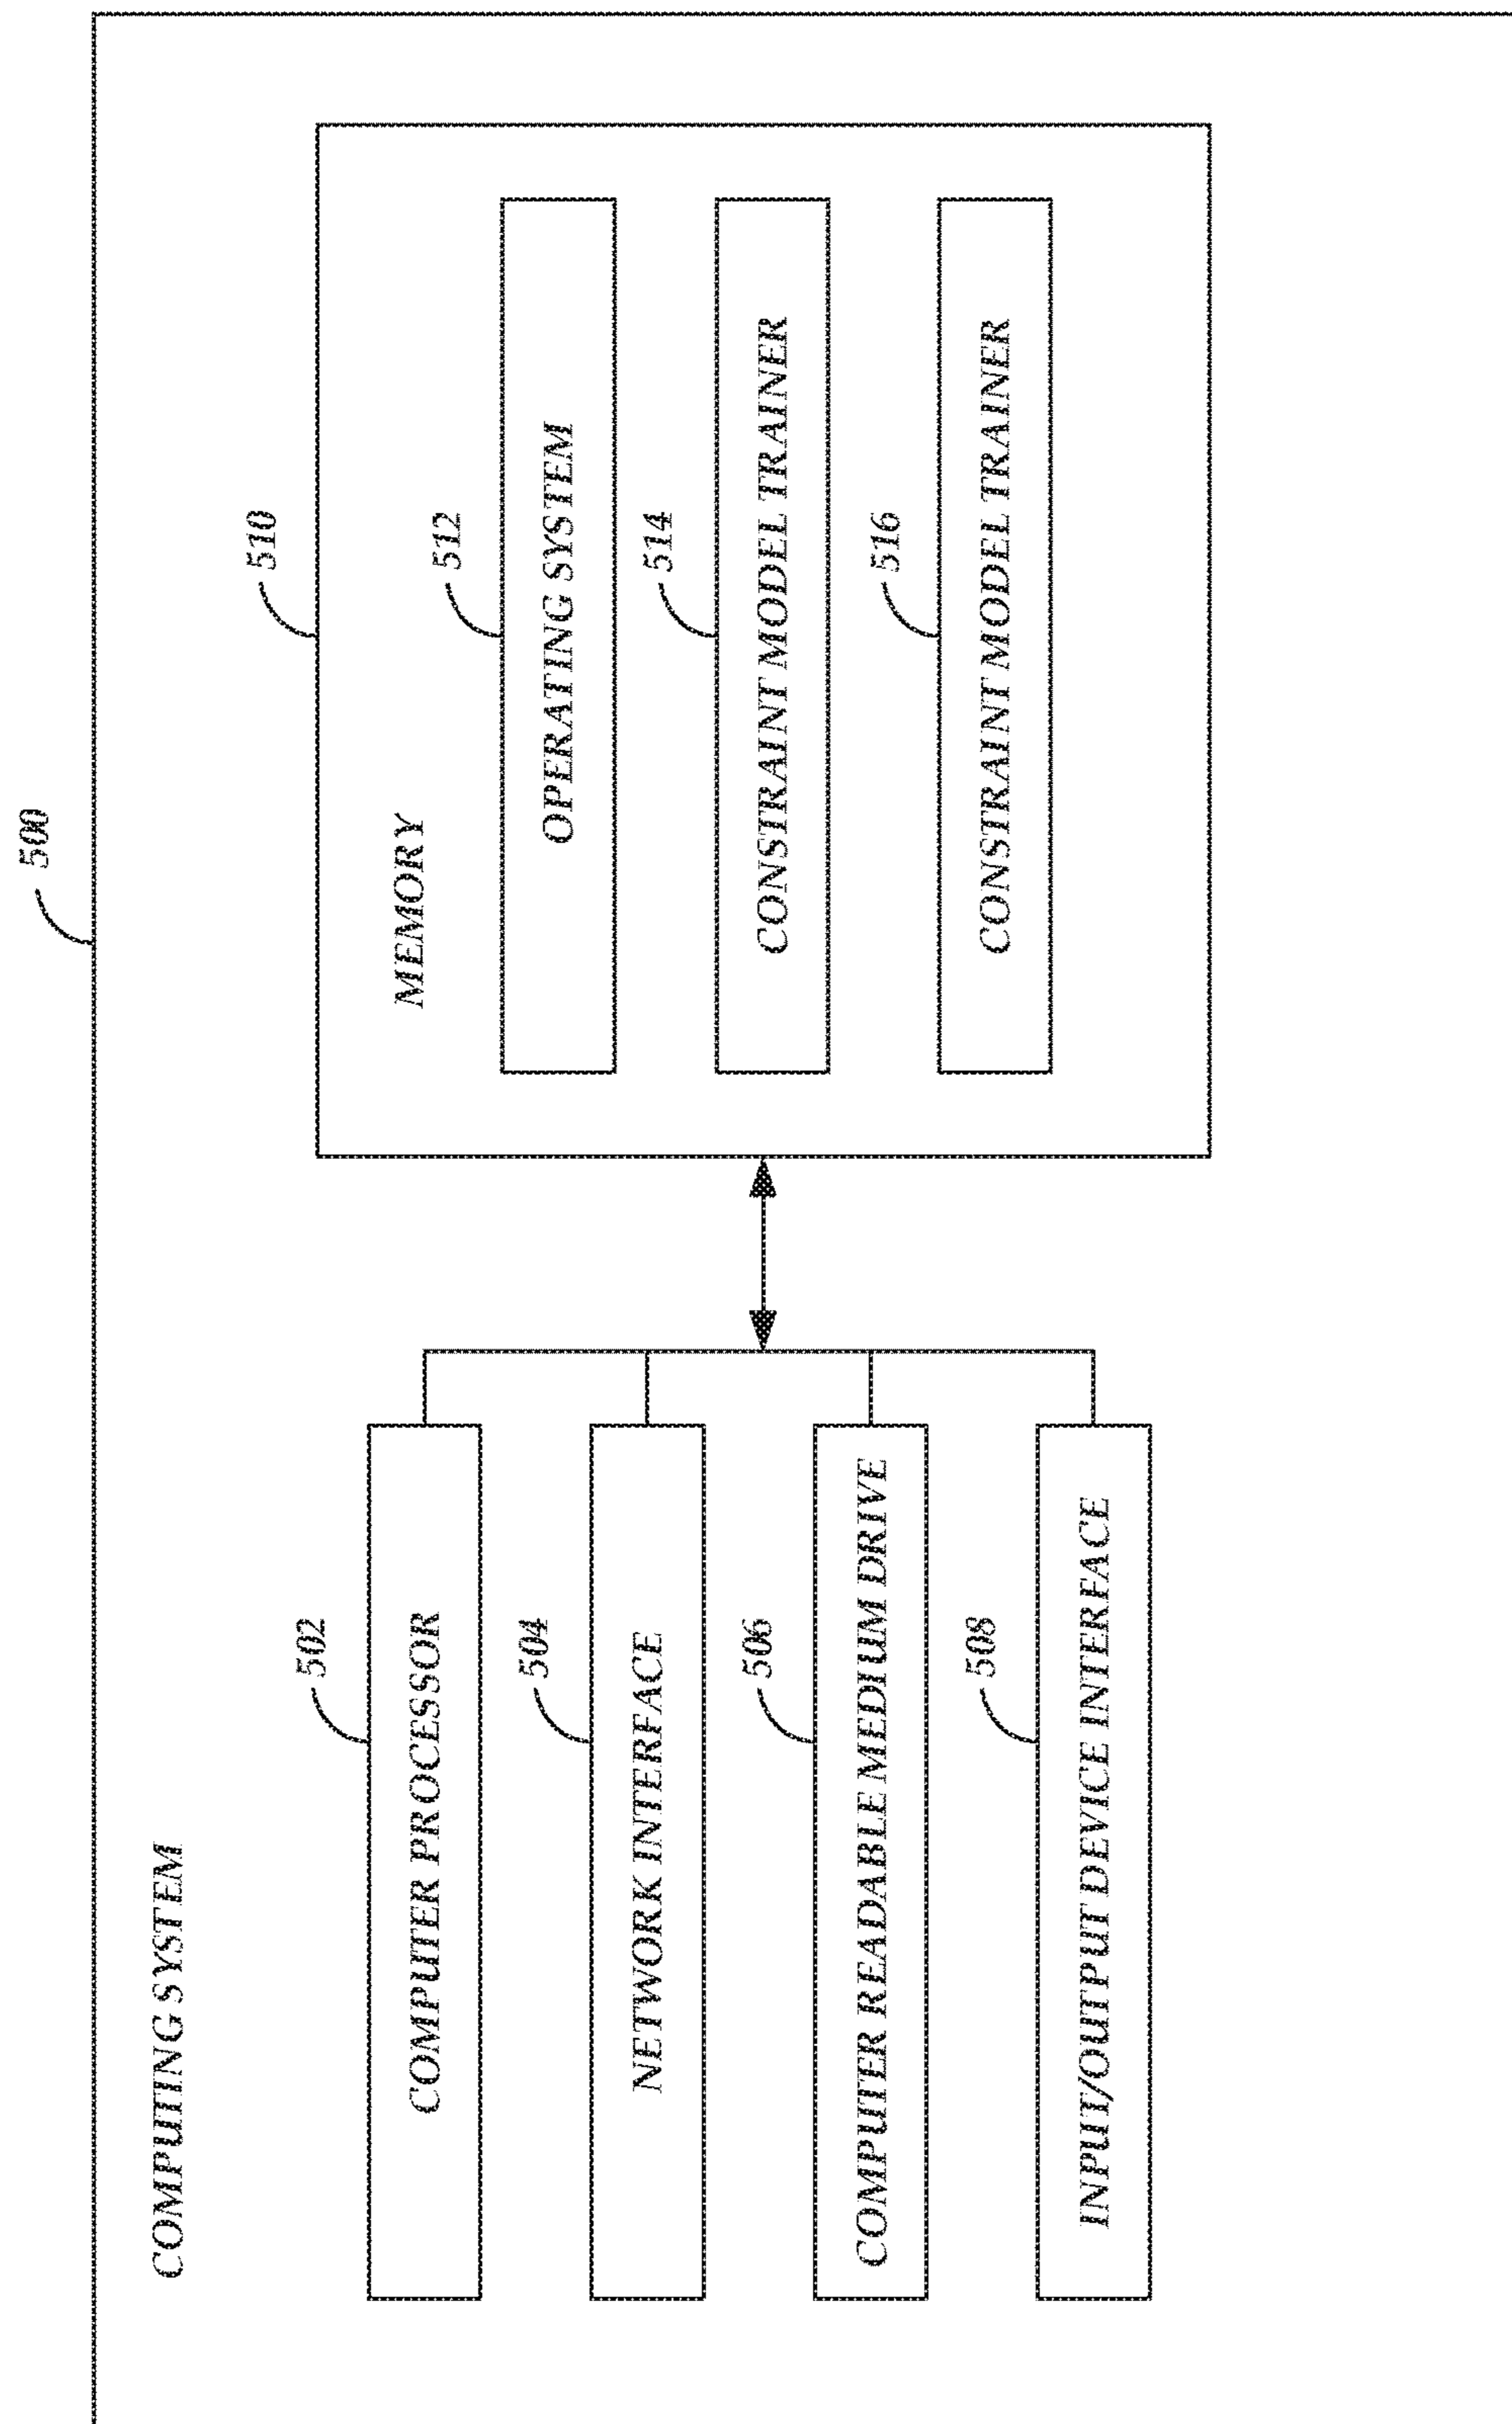 500
COMPUTING SYSTEM
502
COMPUTER PROCESSOR
504
NETWORK INTERFACE
506
COMPUTER READABLE MEDIUM DRIVE
508
INPUT/OUTPUT DEVICE INTERFACE
510
MEMORY
512
OPERATING SYSTEM
514
CONSTRAINT MODEL TRAINER
516
CONSTRAINT MODEL TRAINER